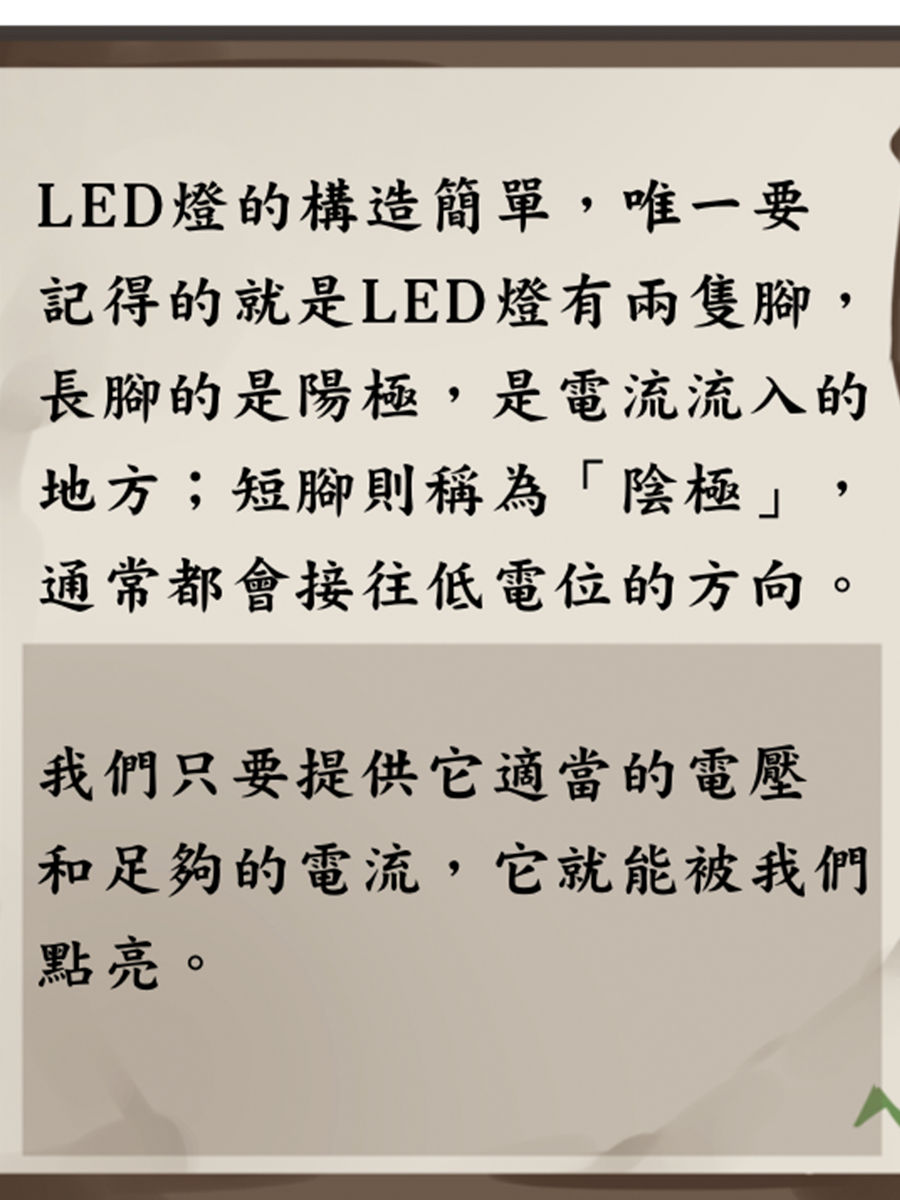 LED燈的構造簡單，唯一要
記得的就是LED燈有兩隻腳，
長腳的是陽極，是電流流入的
地方；短腳則稱為「陰極」，
通常都會接往低電位的方向。
我們只要提供它適當的電壓
和足夠的電流，它就能被我們
點亮。